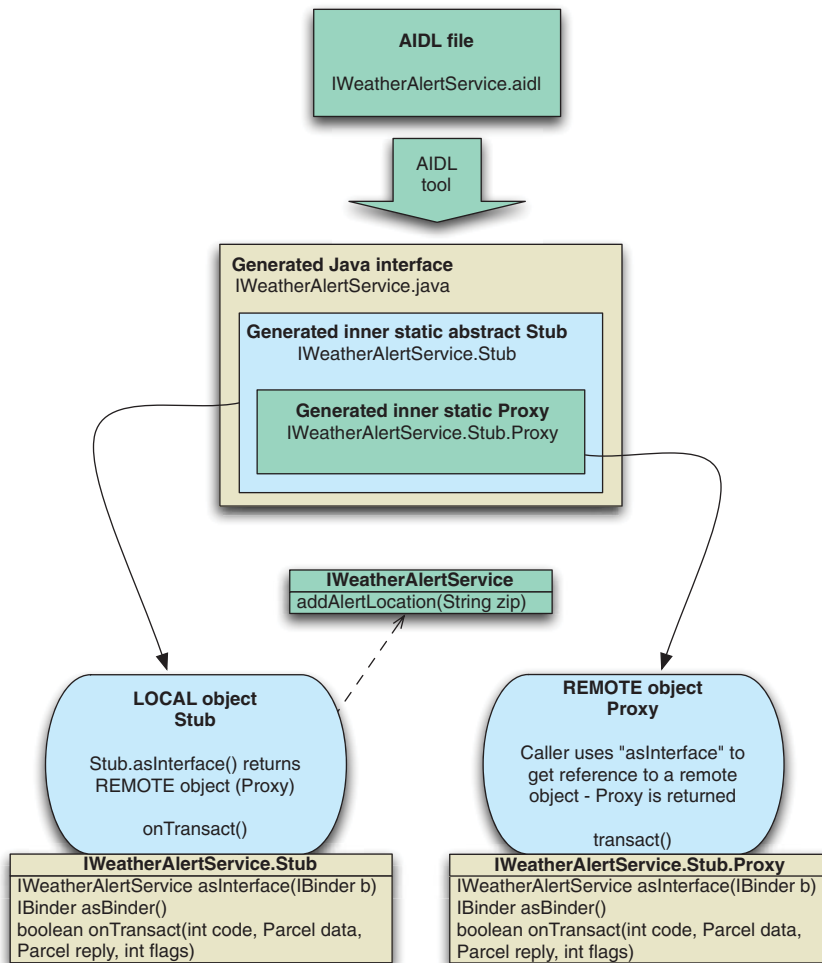 AIDL file
IWeatherAlertService.aidl
AIDL
tool
Generated Java interface
IWeatherAlertService.java
Generated inner static abstract Stub
IWeatherAlertService.Stub
Generated inner static Proxy
IWeatherAlertService.Stub.Proxy
IWeatherAlertService
addAlertLocation(String zip)
LOCAL object
Stub
Stub.asInterface() returns
REMOTE object (Proxy)
onTransact()
IWeatherAlertService.Stub
IWeatherAlertService asInterface(IBinder b)
IBinder asBinder()
boolean onTransact(int code, Parcel data,
Parcel reply, int flags)
REMOTE object
Proxy
Caller uses "asInterface" to
get reference to a remote
object - Proxy is returned
transact()
IWeatherAlertService.Stub.Proxy
IWeatherAlertService asInterface(IBinder b)
IBinder asBinder()
boolean onTransact(int code, Parcel data,
Parcel reply, int flags)